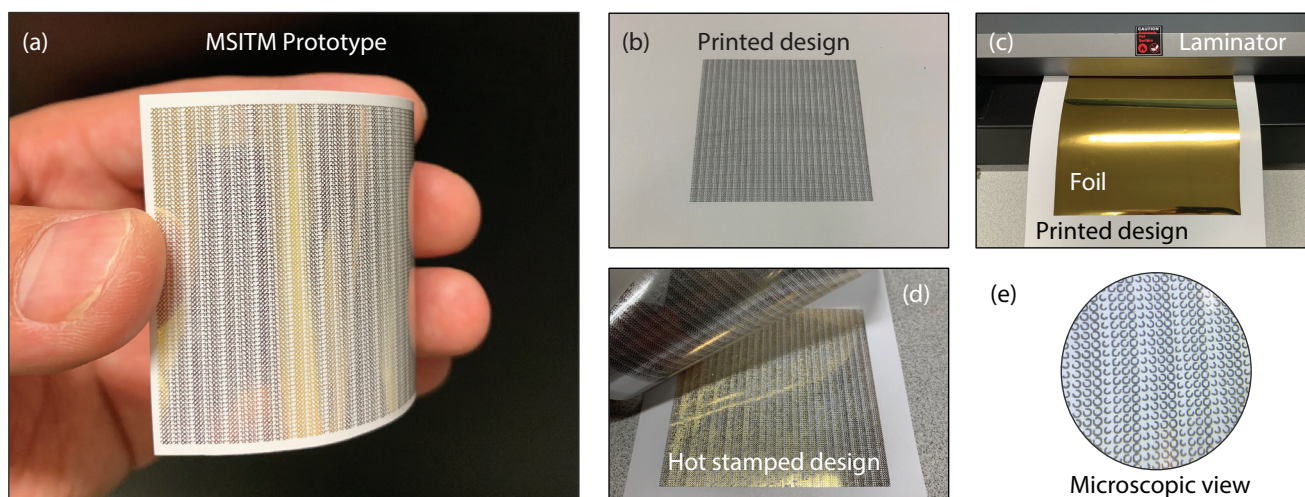 (a)
MSITM Prototype
(b)
Printed design
(c)
CAUTION
Laminator
Foil
Printed design
(d)
Hot stamped design
(e)
Microscopic view